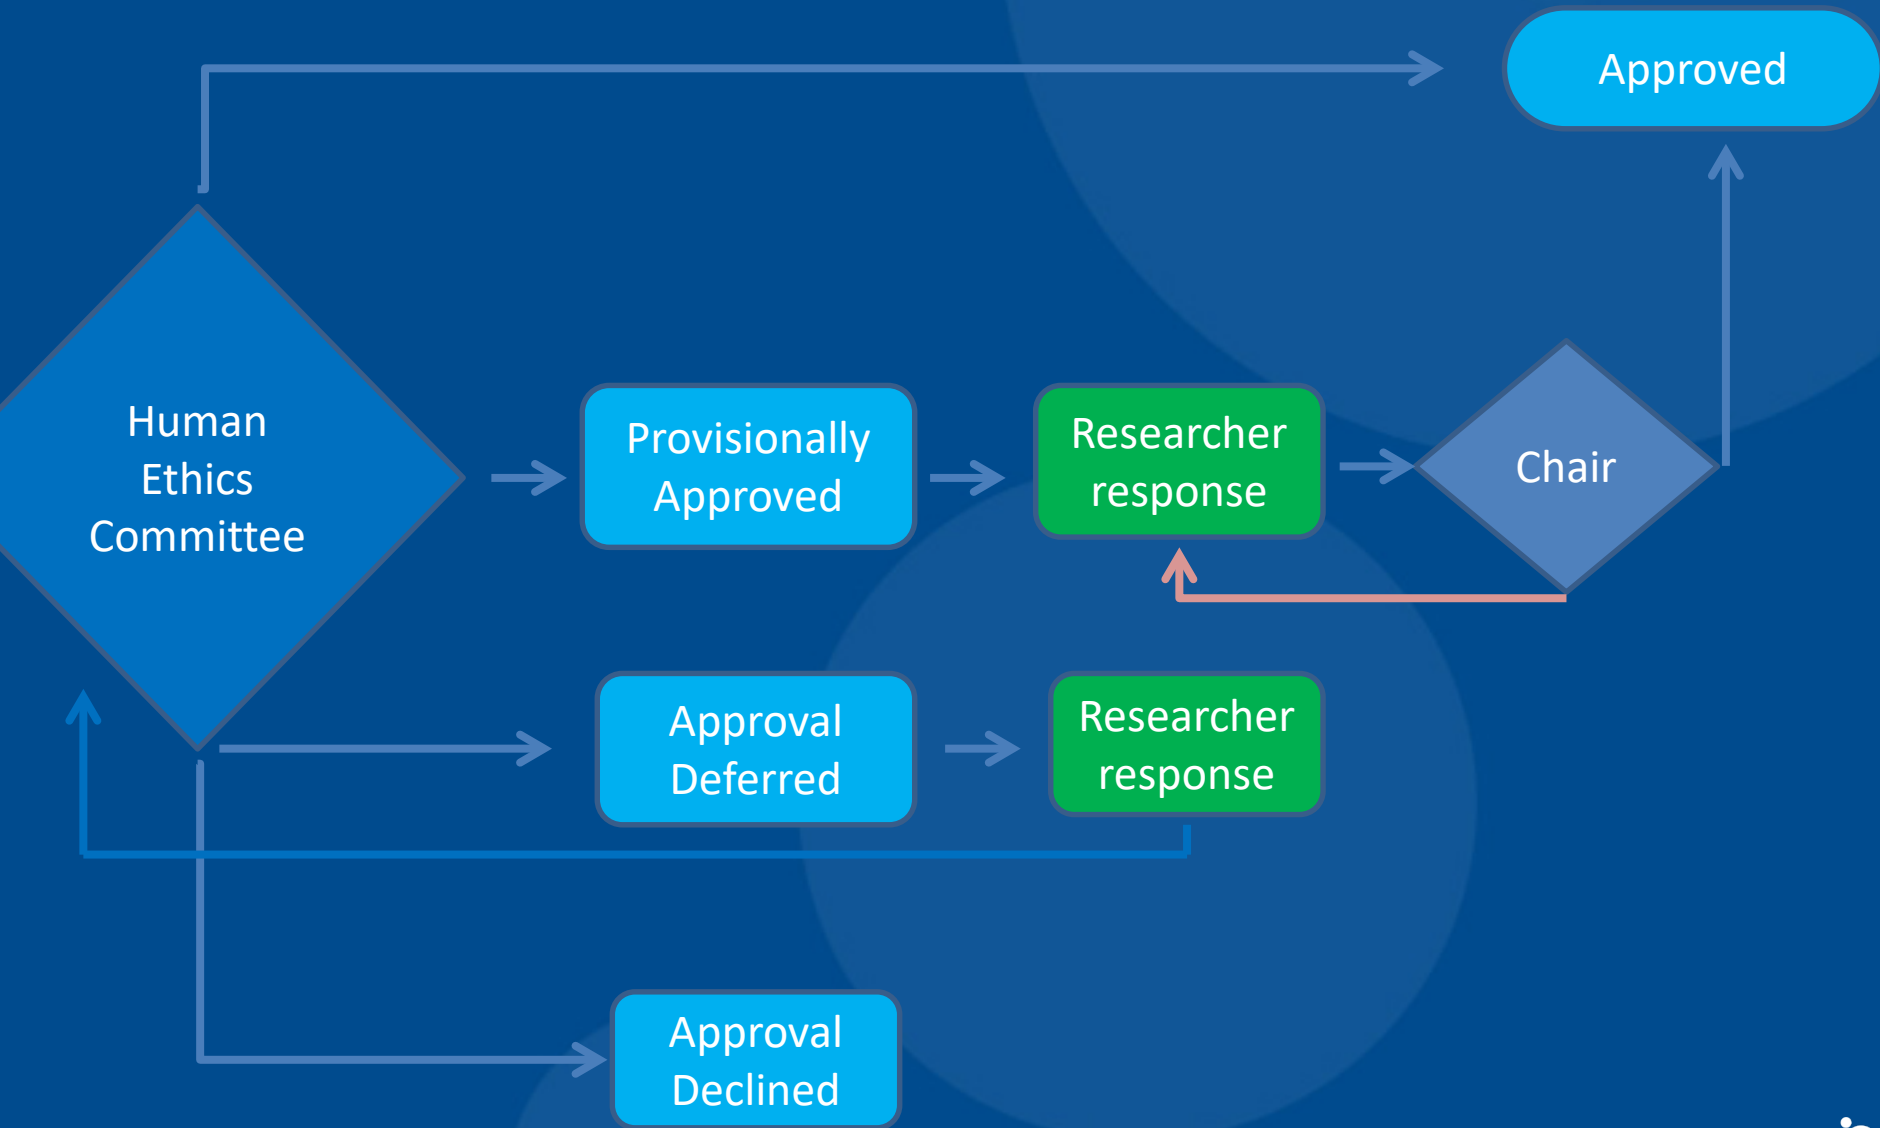 Approved
Human
Ethics
Committee
Provisionally
Approved
Researcher
response
Chair
Approval
Deferred
Researcher
response
Approval
Declined